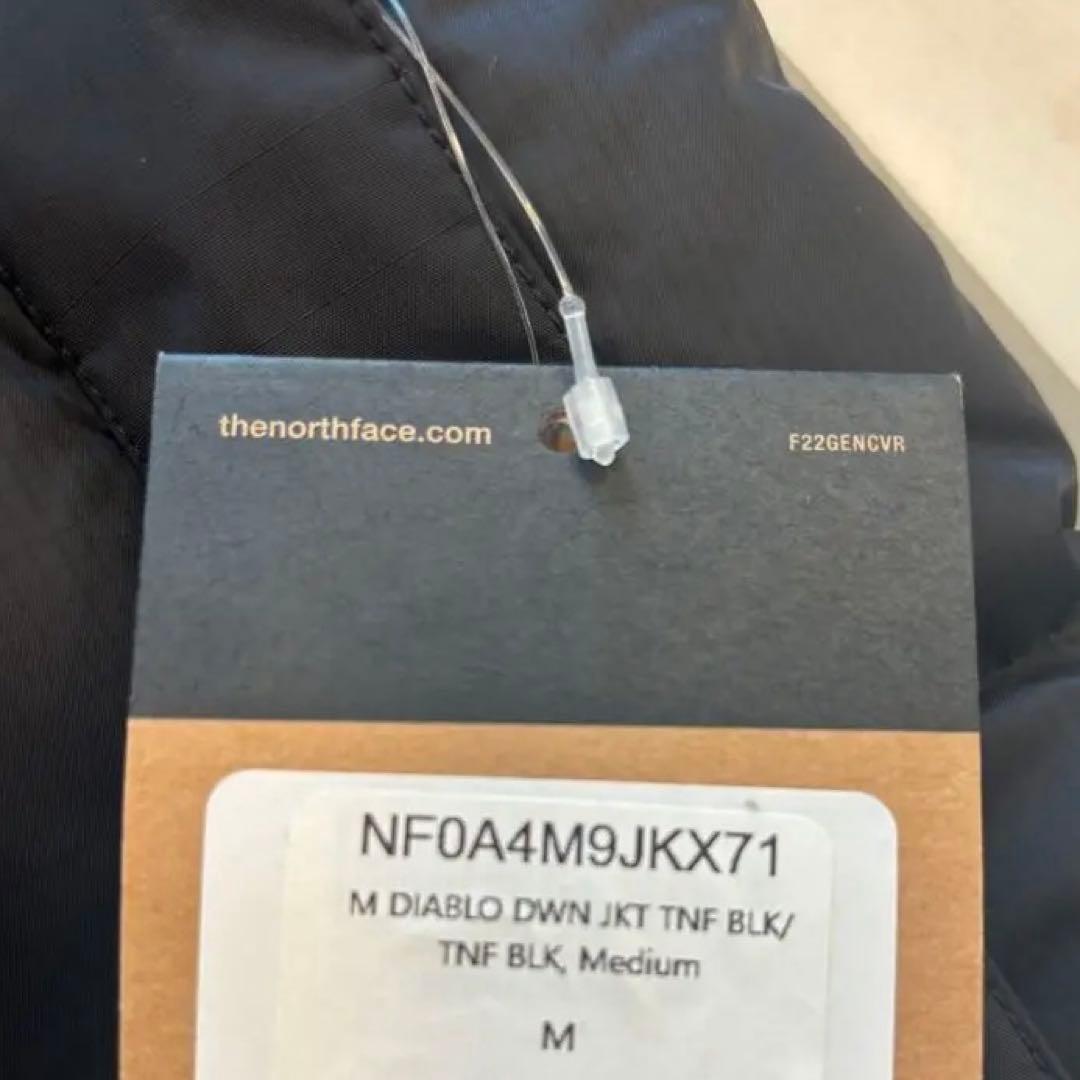 thenorthface.com
F22GENCVR
NF0A4M9JKX71
M DIABLO DWN JKT TNF BLK/
TNF BLK, Medium
M